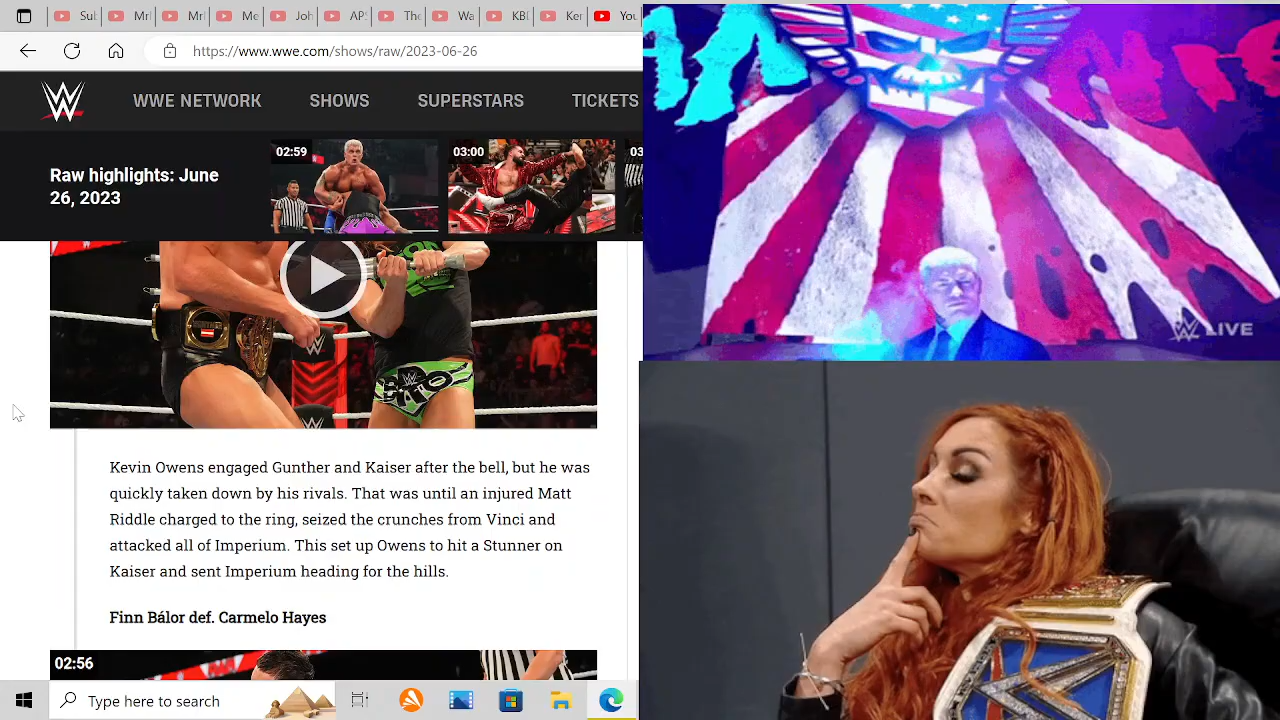 Sul
Mr
Mr
Me
Joh
AP
The
Wa
KB
Ker
You
https://www.wwe.com/shows/raw/2023-06-26
WWE NETWORK SHOWS SUPERSTARS TICKETS
Raw highlights: June
26, 2023
02:59
03:00
03
Kevin Owens engaged Gunther and Kaiser after the bell, but he was
quickly taken down by his rivals. That was until an injured Matt
Riddle charged to the ring, seized the crunches from Vinci and
attacked all of Imperium. This set up Owens to hit a Stunner on
Kaiser and sent Imperium heading for the hills.
Finn Bálor def. Carmelo Hayes
02:56
Type here to search
LIVE